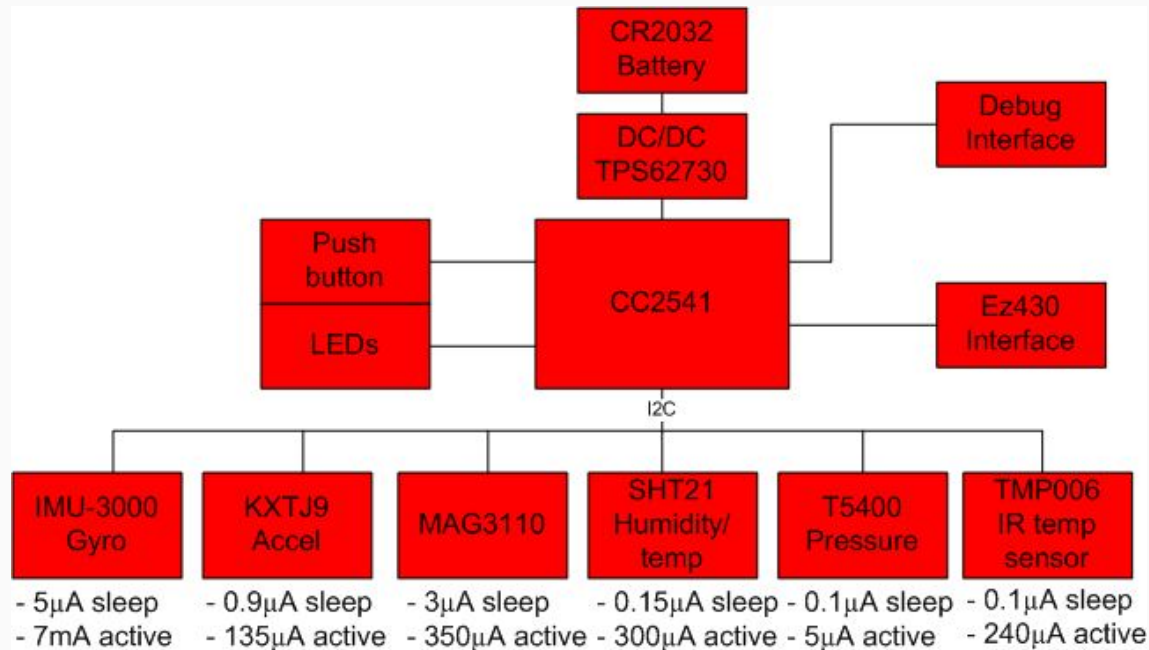 CR2032
Battery
DC/DC
TPS62730
Debug
Interface
Push
button
LEDs
CC2541
Ez430
Interface
I2C
IMU-3000
Gyro
KXTJ9
Accel
MAG3110
SHT21
Humidity/
temp
T5400
Pressure
TMP006
IR temp
sensor
- 5μA sleep
- 7mA active
- 0.9μA sleep
- 135μA active
- 3μA sleep
- 350μA active
- 0.15μA sleep
- 300μA active
- 0.1μA sleep
- 5μA active
- 0.1μA sleep
- 240μA active